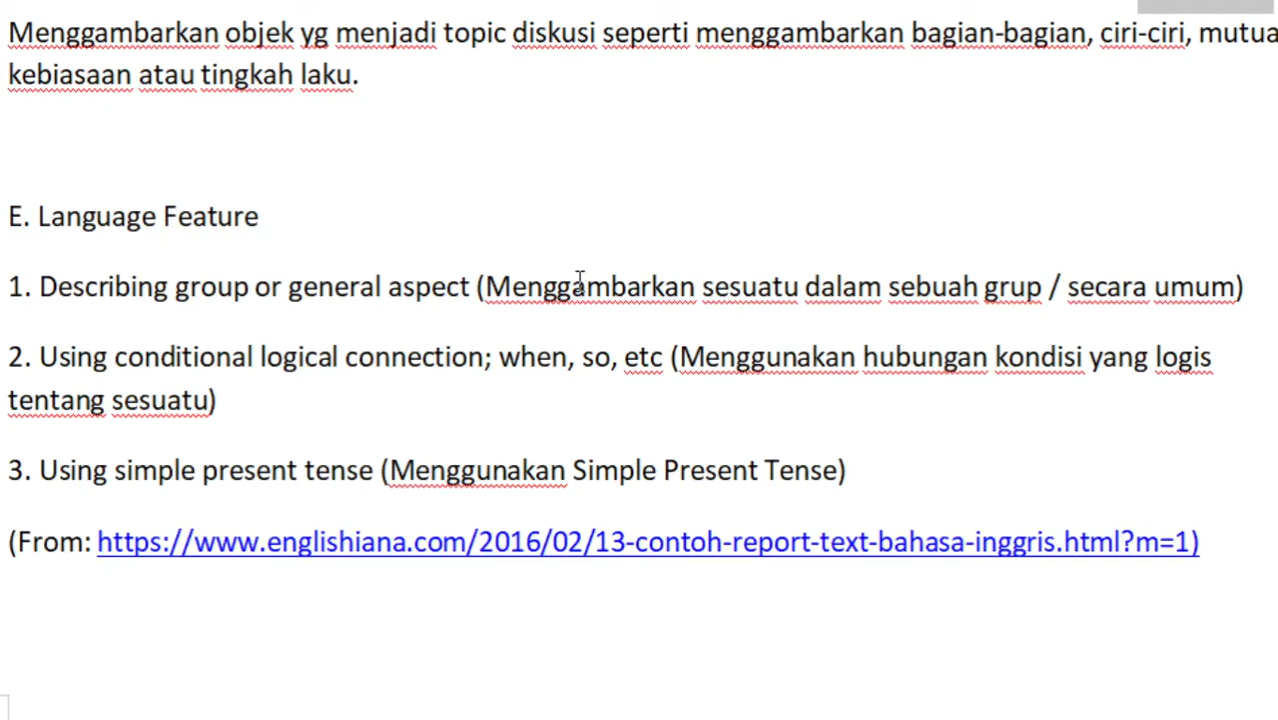 Menggambarkan objek yg menjadi topic diskusi seperti menggambarkan bagian-bagian, ciri-ciri, mutua
kebiasaan atau tingkah laku.
E. Language Feature
1. Describing group or general aspect (Menggambarkan sesuatu dalam sebuah grup / secara umum)
2. Using conditional logical connection; when, so, etc (Menggunakan hubungan kondisi yang logis
tentang sesuatu)
3. Using simple present tense (Menggunakan Simple Present Tense)
(From: https://www.englishiana.com/2016/02/13-contoh-report-text-bahasa-inggris.html?m=1)